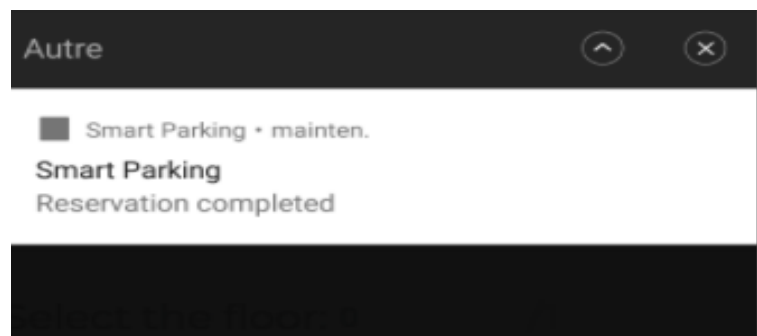 Autre
Smart Parking • mainten.
Smart Parking
Reservation completed
Select the floor: